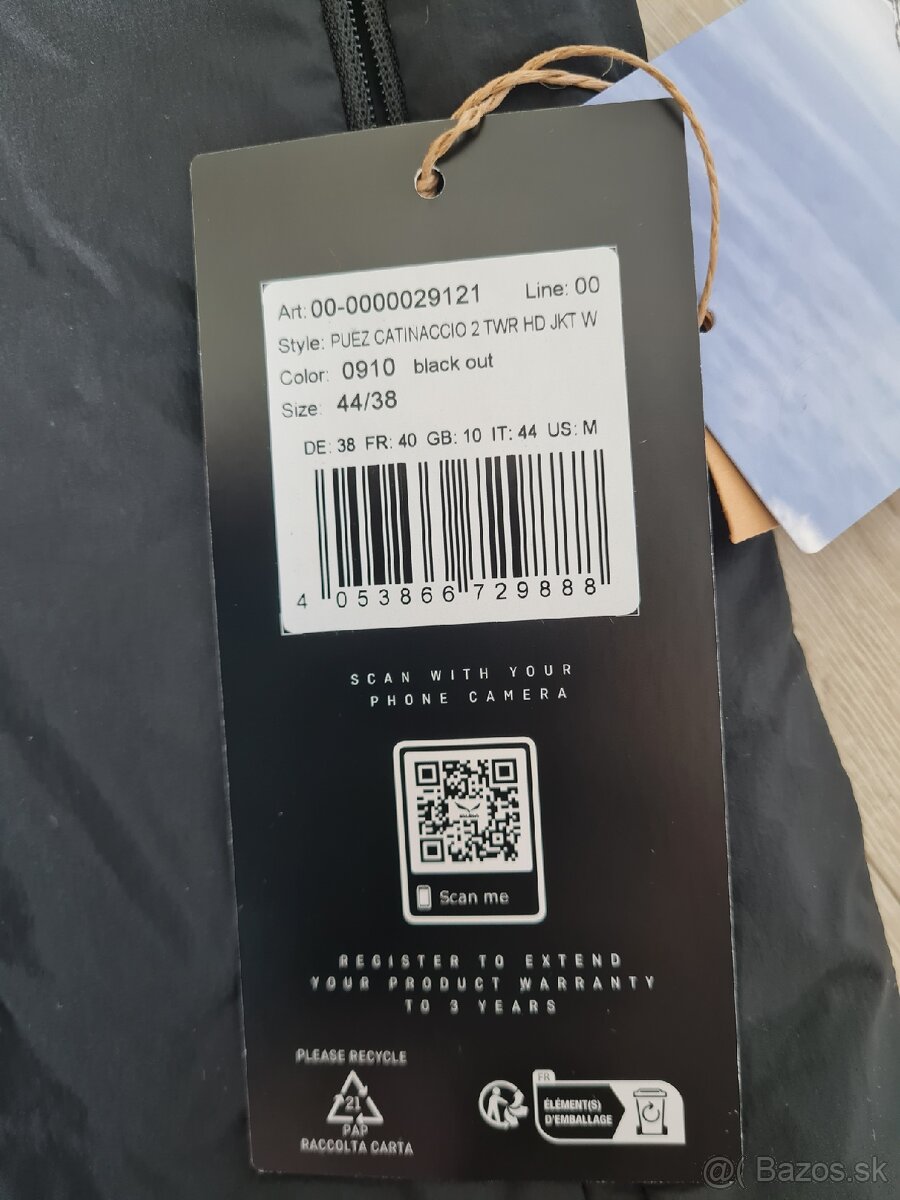 Art: 00-0000029121 Line: 00
Style: PUEZ CATINACCIO 2 TWR HD JKT W
Color: 0910 black out
Size: 44/38
DE: 38 FR: 40 GB: 10 IT: 44 US: M
4 053866 729888
SCAN WITH YOUR
PHONE CAMERA
Scan me
REGISTER TO EXTEND
YOUR PRODUCT WARRANTY
TO 3 YEARS
PLEASE RECYCLE
21
PAP
RACCOLTA CARTA
FR
ÉLÉMENT(S)
D'EMBALLAGE
@( Bazos.sk